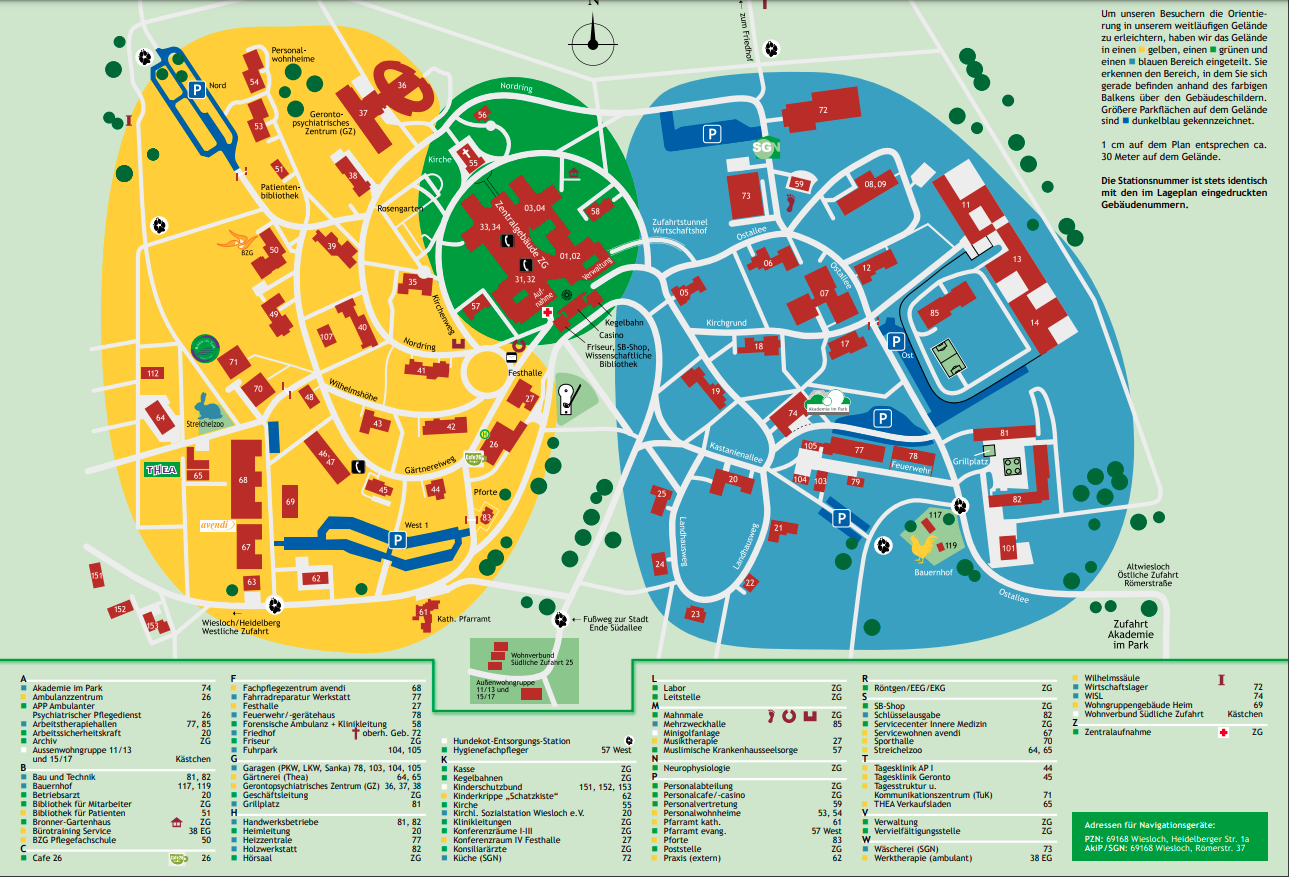 N
zum Friedhof
Um unseren Besuchern die Orientie-
rung in unserem weitläufigen Gelände
zu erleichtern, haben wir das Gelände
in einen gelben, einen grünen und
einen blauen Bereich eingeteilt. Sie
erkennen den Bereich, in dem Sie sich
gerade befinden anhand des farbigen
Balkens über den Gebäudeschildern.
Größere Parkflächen auf dem Gelände
sind dunkelblau gekennzeichnet.
1 cm auf dem Plan entsprechen ca.
30 Meter auf dem Gelände.
Die Stationsnummer ist stets identisch
mit den im Lageplan eingedruckten
Gebäudenummern.
Personal-
wohnheime
Nord
P
54
53
Geronto-
psychiatrisches
Zentrum (GZ)
37
36
38
51
Patienten-
bibliothek
Rosengarten
Nordring
56
Kirche
55
03,04
33,34
Zentralgebäude ZG
58
01,02
31,32
Verwaltung
Auf-
nahme
57
Kegelbahn
Casino
Friseur, SB-Shop,
Wissenschaftliche
Bibliothek
BZG
50
39
35
Kirchenweg
49
107
40
Nordring
41
Festhalle
27
71
112
70
48
Wilhelmshöhe
64
Streichelzoo
43
42
26
Cafe26
46,
47
Gärtnereiweg
THEA
65
68
69
45
44
Pforte
83
avendi
67
West 1
P
63
62
151
152
153
Wiesloch/Heidelberg
Westliche Zufahrt
61
Kath. Pfarramt
Fußweg zur Stadt
Ende Südallee
Wohnverbund
Südliche Zufahrt 25
Außenwohngruppe
11/13 und
15/17
P
72
SGN
73
59
08,09
11
13
14
Zufahrtstunnel
Wirtschaftshof
Ostallee
06
Ostallee
12
07
05
85
Kirchgrund
18
17
P
Ost
19
74
Akademie im Park
P
Kastanienallee
105
77
78
Feuerwehr
104
103
79
20
81
Grillplatz
82
25
Landhausweg
Landhausweg
21
P
117
119
Bauernhof
101
24
22
23
Ostallee
Altwiesloch
Östliche Zufahrt
Römerstraße
Zufahrt
Akademie
im Park
A
Akademie im Park 74
Ambulanzzentrum 26
APP Ambulanter
Psychiatrischer Pflegedienst 26
Arbeitstherapiehallen 77, 85
Arbeitssicherheitskraft 20
Archiv ZG
Aussenwohngruppe 11/13
und 15/17 Kästchen
B
Bau und Technik 81, 82
Bauernhof 117, 119
Betriebsarzt 20
Bibliothek für Mitarbeiter ZG
Bibliothek für Patienten 51
Bronner-Gartenhaus ZG
Bürotraining Service 38 EG
BZG Pflegefachschule 50
C
Cafe 26 26
F
Fachpflegezentrum avendi 68
Fahrradreparatur Werkstatt 77
Festhalle 27
Feuerwehr/-gerätehaus 78
Forensische Ambulanz + Klinikleitung 58
Friedhof oberh. Geb. 72
Friseur ZG
Fuhrpark 104, 105
G
Garagen (PKW, LKW, Sanka) 78, 103, 104, 105
Gärtnerei (Thea) 64, 65
Gerontopsychiatrisches Zentrum (GZ) 36, 37, 38
Geschäftsleitung ZG
Grillplatz 81
H
Handwerksbetriebe 81, 82
Heimleitung 20
Heizzentrale 77
Holzwerkstatt 82
Hörsaal ZG
Hundekot-Entsorgungs-Station
Hygienefachpfleger 57 West
K
Kasse ZG
Kegelbahnen ZG
Kinderschutzbund 151, 152, 153
Kinderkrippe „Schatzkiste“ 62
Kirche 55
Kirchl. Sozialstation Wiesloch e.V. 20
Klinikleitungen ZG
Konferenzräume I-III ZG
Konferenzraum IV Festhalle 27
Konsiliarärzte ZG
Küche (SGN) 72
L
Labor ZG
Leitstelle ZG
M
Mahnmale ZG
Mehrzweckhalle 85
Minigolfanlage
Musiktherapie 27
Muslimische Krankenhausseelsorge 57
N
Neurophysiologie ZG
P
Personalabteilung ZG
Personalcafe/-casino ZG
Personalvertretung 59
Personalwohnheime 53, 54
Pfarramt kath. 61
Pfarramt evang. 57 West
Pforte 83
Poststelle ZG
Praxis (extern) 62
R
Röntgen/EEG/EKG ZG
S
SB-Shop ZG
Schlüsselausgabe 82
Servicecenter Innere Medizin ZG
Servicewohnen avendi 67
Sporthalle 70
Streichelzoo 64, 65
T
Tagesklinik AP I 44
Tagesklinik Geronto 45
Tagesstruktur u.
Kommunikationszentrum (TuK) 71
THEA Verkaufsladen 65
V
Verwaltung ZG
Vervielfältigungsstelle ZG
W
Wäscherei (SGN) 73
Werktherapie (ambulant) 38 EG
Wilhelmssäule
Wirtschaftslager 72
WISL 74
Wohngruppengebäude Heim 69
Wohnverbund Südliche Zufahrt Kästchen
Z
Zentralaufnahme ZG
Adressen für Navigationsgeräte:
PZN: 69168 Wiesloch, Heidelberger Str. 1a
AkiP/SGN: 69168 Wiesloch, Römerstr. 37